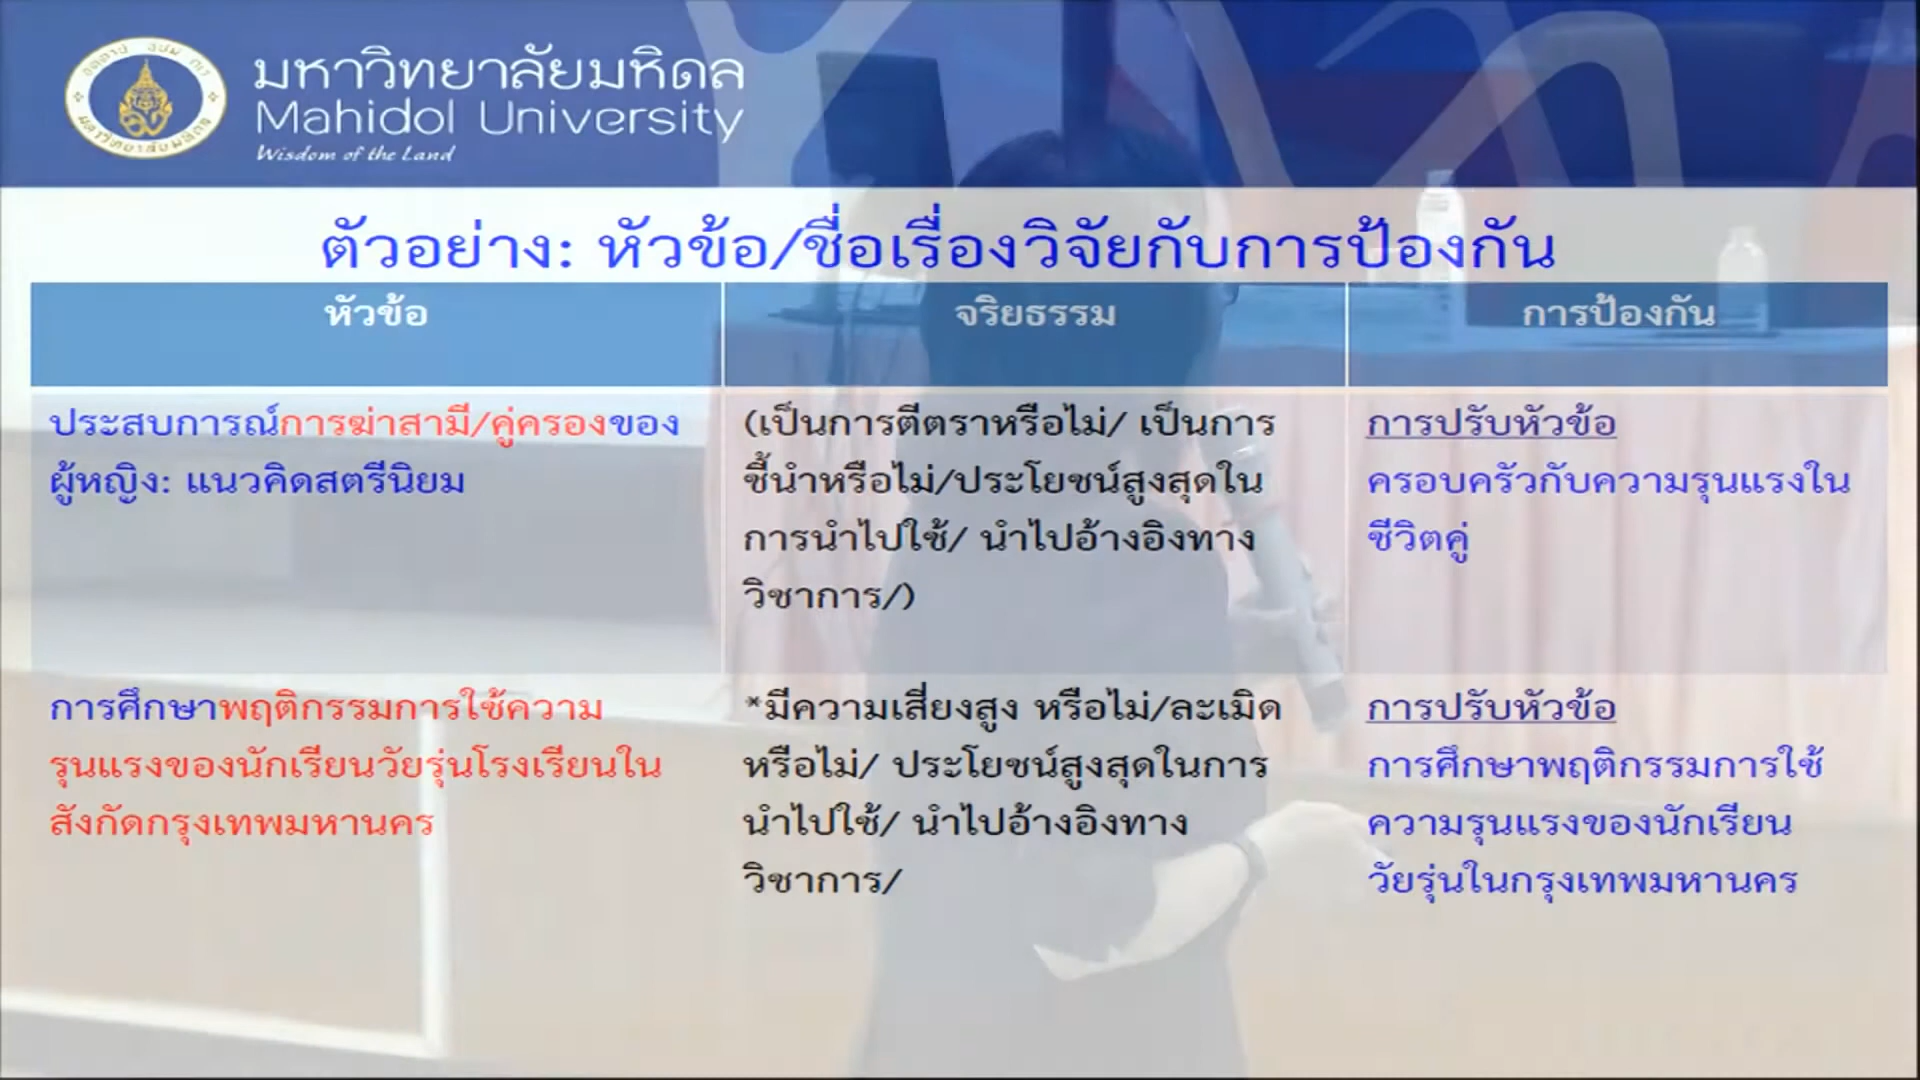 มหาวิทยาลัยมหิดล
Mahidol University
Wisdom of the Land
ตัวอย่าง: หัวข้อ/ชื่อเรื่องวิจัยกับการป้องกัน
หัวข้อ
จริยธรรม
การป้องกัน
ประสบการณ์การฆ่าสามี/คู่ครองของ
ผู้หญิง: แนวคิดสตรีนิยม
(เป็นการตีตราหรือไม่/ เป็นการ
ชี้นำหรือไม่/ประโยชน์สูงสุดใน
การนำไปใช้/ นำไปอ้างอิงทาง
วิชาการ/)
การปรับหัวข้อ
ครอบครัวกับความรุนแรงใน
ชีวิตคู่
การศึกษาพฤติกรรมการใช้ความ
รุนแรงของนักเรียนวัยรุ่นโรงเรียนใน
สังกัดกรุงเทพมหานคร
*มีความเสี่ยงสูง หรือไม่/ละเมิด
หรือไม่/ ประโยชน์สูงสุดในการ
นำไปใช้/ นำไปอ้างอิงทาง
วิชาการ/
การปรับหัวข้อ
การศึกษาพฤติกรรมการใช้
ความรุนแรงของนักเรียน
วัยรุ่นในกรุงเทพมหานคร